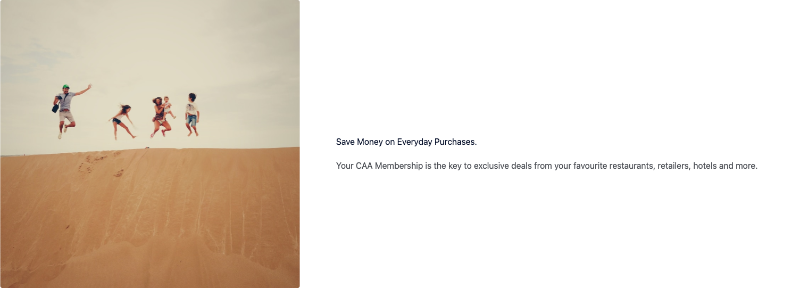 Save Money on Everyday Purchases.
Your CAA Membership is the key to exclusive deals from your favourite restaurants, retailers, hotels and more.